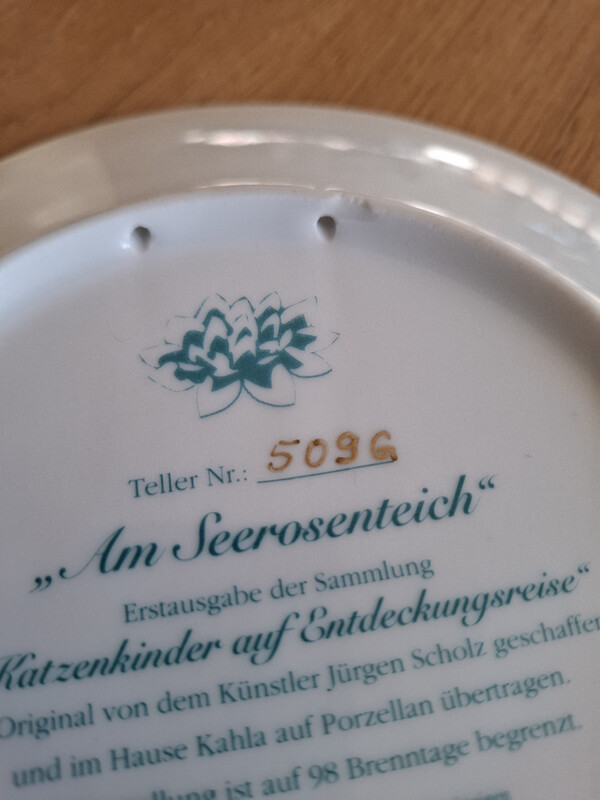 Teller Nr.: 5096
„Am Seerosenteich“
Erstausgabe der Sammlung
Katzenkinder auf Entdeckungsreise“
Original von dem Künstler Jürgen Scholz geschaffen
und im Hause Kahla auf Porzellan übertragen.
ist auf 98 Brenntage begrenzt.